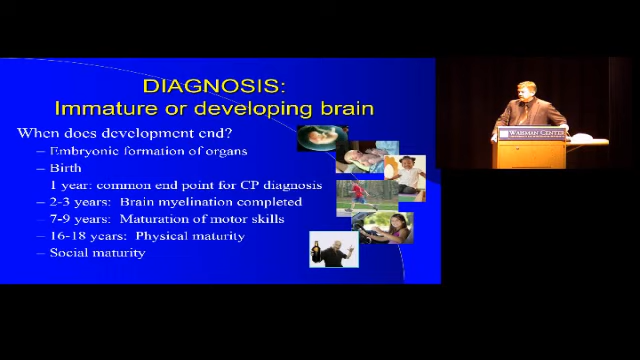 DIAGNOSIS:
Immature or developing brain
When does development end?
– Embryonic formation of organs
– Birth
1 year: common end point for CP diagnosis
– 2-3 years: Brain myelination completed
– 7-9 years: Maturation of motor skills
– 16-18 years: Physical maturity
– Social maturity
WAISMAN CENTER